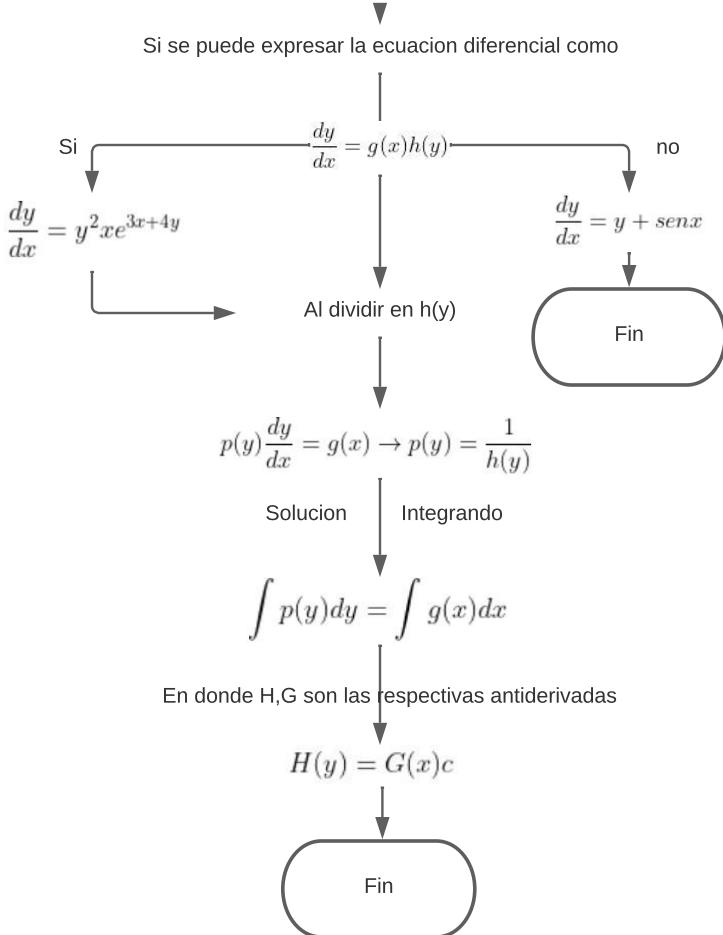 Si se puede expresar la ecuacion diferencial como
Si
dy/dx = g(x)h(y)
no
dy/dx = y²xe^{3x+4y}
dy/dx = y + senx
Al dividir en h(y)
Fin
p(y) dy/dx = g(x) → p(y) = 1/h(y)
Solucion Integrando
∫ p(y)dy = ∫ g(x)dx
En donde H,G son las respectivas antiderivadas
H(y) = G(x)c
Fin